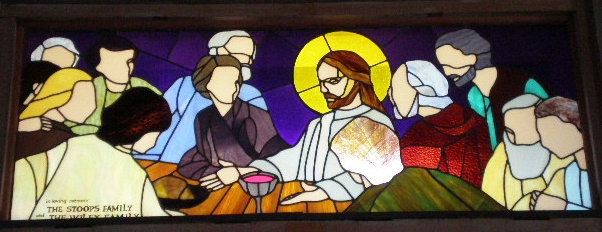 in loving memory
THE STOOPS FAMILY
and THE WILEY FAMILY